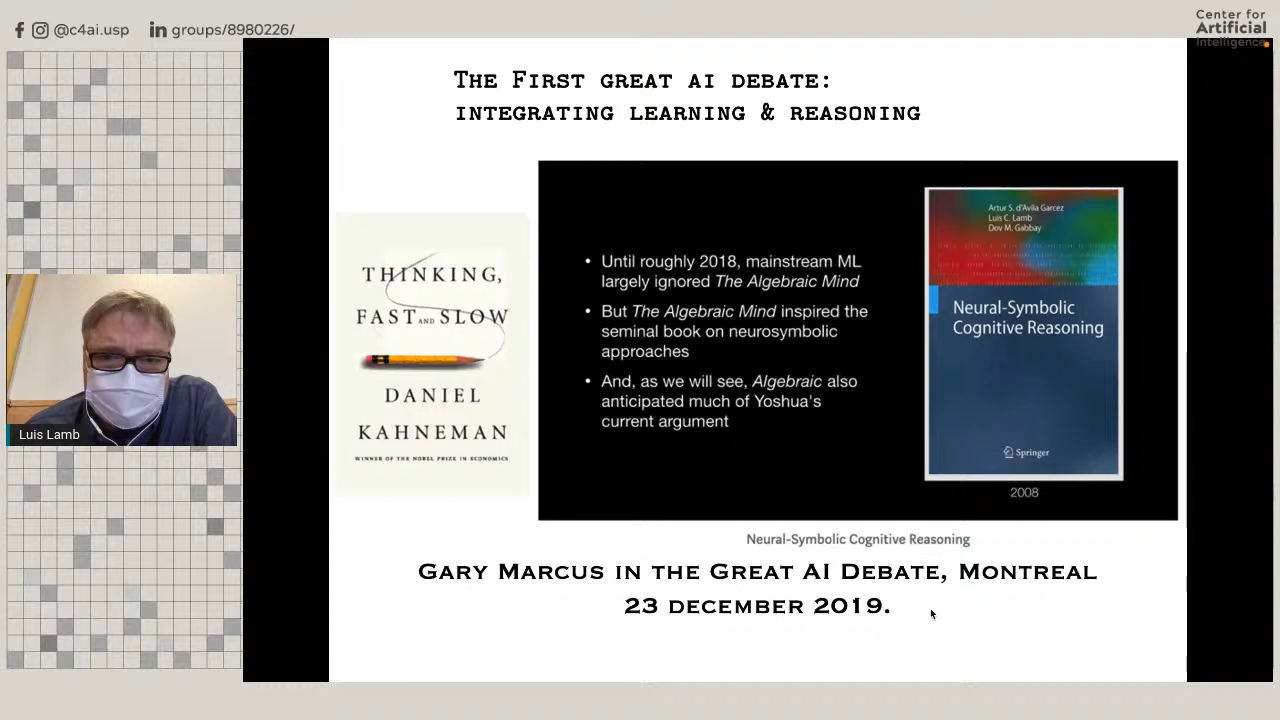 @c4ai.usp
groups/8980226/
Center for
Artificial
Intelligence
THE FIRST GREAT AI DEBATE:
INTEGRATING LEARNING & REASONING
THINKING,
FAST AND SLOW
DANIEL
KAHNEMAN
WINNER OF THE NOBEL PRIZE IN ECONOMICS
• Until roughly 2018, mainstream ML
largely ignored The Algebraic Mind
• But The Algebraic Mind inspired the
seminal book on neurosymbolic
approaches
• And, as we will see, Algebraic also
anticipated much of Yoshua's
current argument
Artur S. d'Avila Garcez
Luis C. Lamb
Dov M. Gabbay
Neural-Symbolic
Cognitive Reasoning
Springer
2008
Neural-Symbolic Cognitive Reasoning
GARY MARCUS IN THE GREAT AI DEBATE, MONTREAL
23 DECEMBER 2019.
Luis Lamb